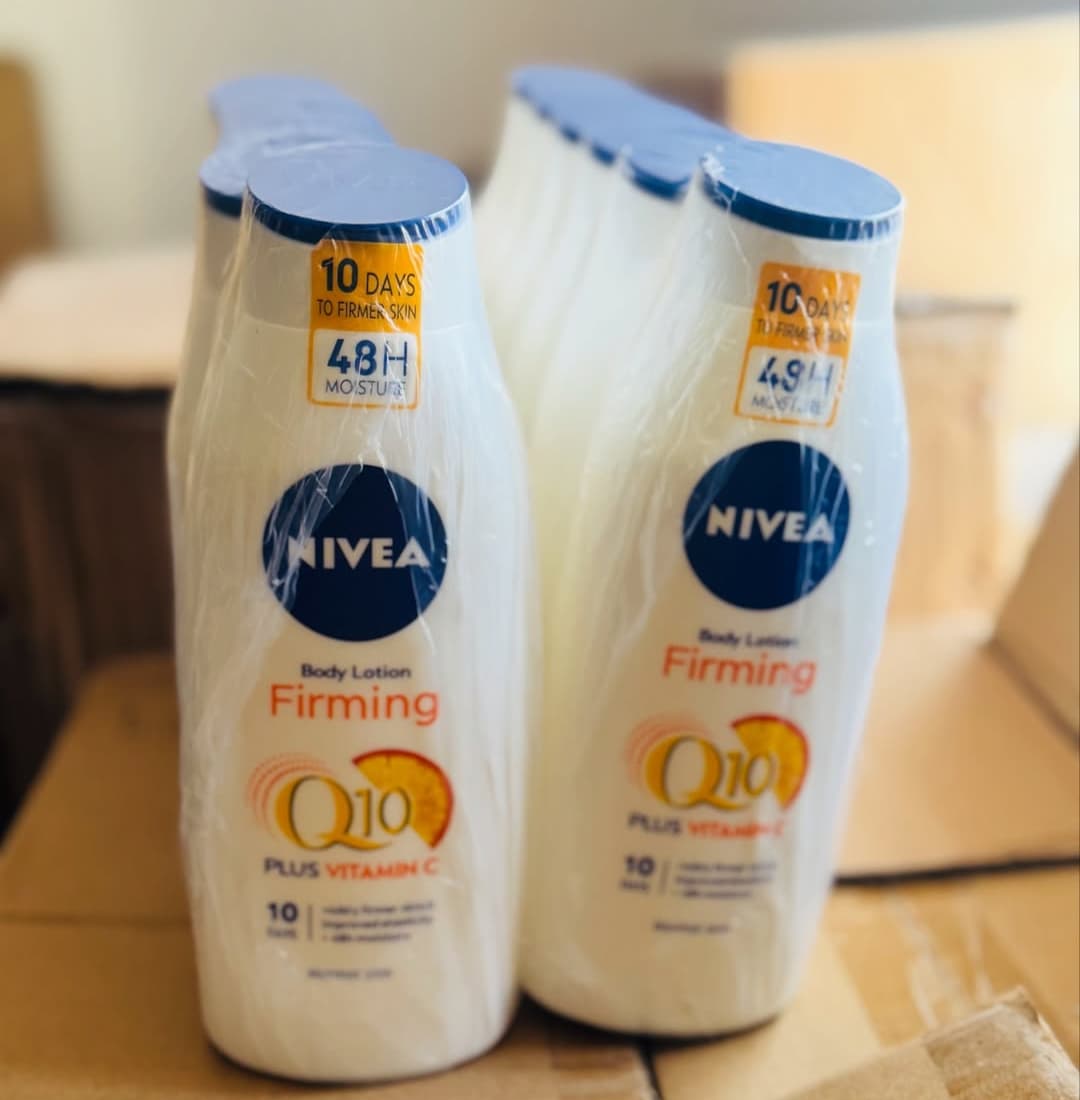 10 DAYS
TO FIRMER SKIN
48H
MOISTURE
NIVEA
Body Lotion
Firming
Q10
PLUS VITAMIN C
10
10 DAYS
TO FIRMER SKIN
48H
MOISTURE
NIVEA
Body Lotion
Firming
Q10
PLUS VITAMIN C
10